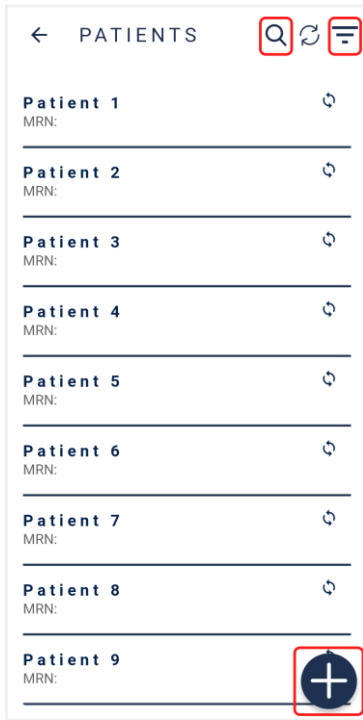 PATIENTS
Patient 1
MRN:
Patient 2
MRN:
Patient 3
MRN:
Patient 4
MRN:
Patient 5
MRN:
Patient 6
MRN:
Patient 7
MRN:
Patient 8
MRN:
Patient 9
MRN: